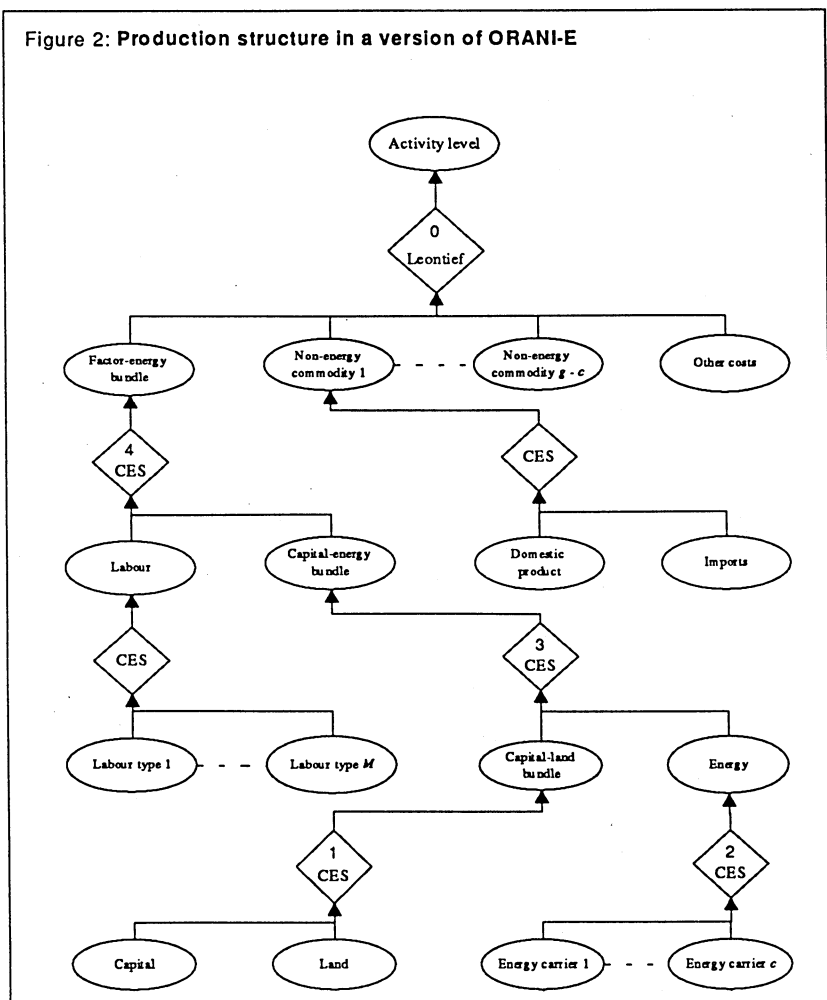 Figure 2: Production structure in a version of ORANI-E
Activity level
0
Leontief
Factor-energy
bundle
Non-energy
commodity 1
- - - -
Non-energy
commodity g - c
Other costs
4
CES
CES
Labour
Capital-energy
bundle
Domestic
product
Imports
CES
3
CES
Labour type 1
- - -
Labour type M
Capital-land
bundle
Energy
1
CES
2
CES
Capital
Land
Energy carrier 1
- - -
Energy carrier c